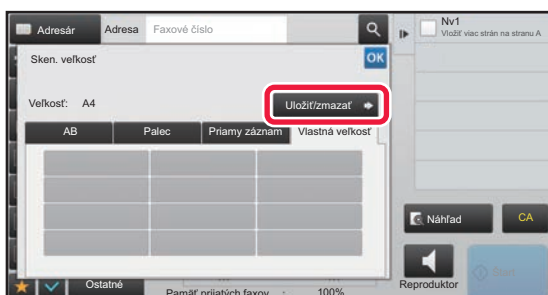 Adresár
Adresa
Faxové číslo
Nv1
Vložiť viac strán na stranu A
Sken. veľkosť
OK
Veľkosť: A4
Uložiť/zmazať
AB
Palec
Priamy záznam
Vlastná veľkosť
Náhľad
CA
Start
Ostatné
Pamäť prijatých faxov : 100%
Reproduktor